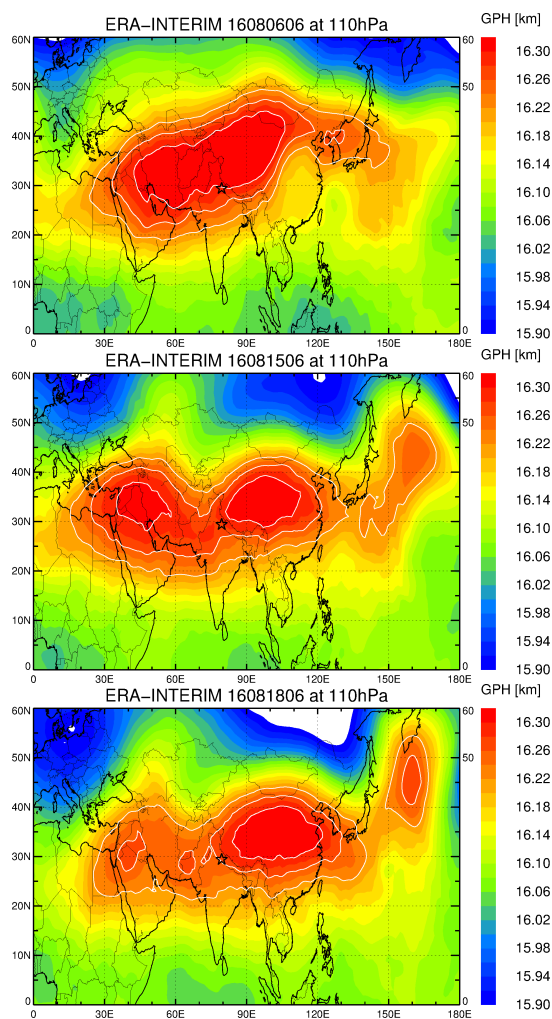 ERA−INTERIM 16080606 at 110hPa
GPH [km]
60N
50N
40N
30N
20N
10N
0
60
50
0
0 30E 60E 90E 120E 150E 180E
16.30
16.26
16.22
16.18
16.14
16.10
16.06
16.02
15.98
15.94
15.90
ERA−INTERIM 16081506 at 110hPa
GPH [km]
60N
50N
40N
30N
20N
10N
0
60
50
0
0 30E 60E 90E 120E 150E 180E
16.30
16.26
16.22
16.18
16.14
16.10
16.06
16.02
15.98
15.94
15.90
ERA−INTERIM 16081806 at 110hPa
GPH [km]
60N
50N
40N
30N
20N
10N
0
60
50
0
0 30E 60E 90E 120E 150E 180E
16.30
16.26
16.22
16.18
16.14
16.10
16.06
16.02
15.98
15.94
15.90